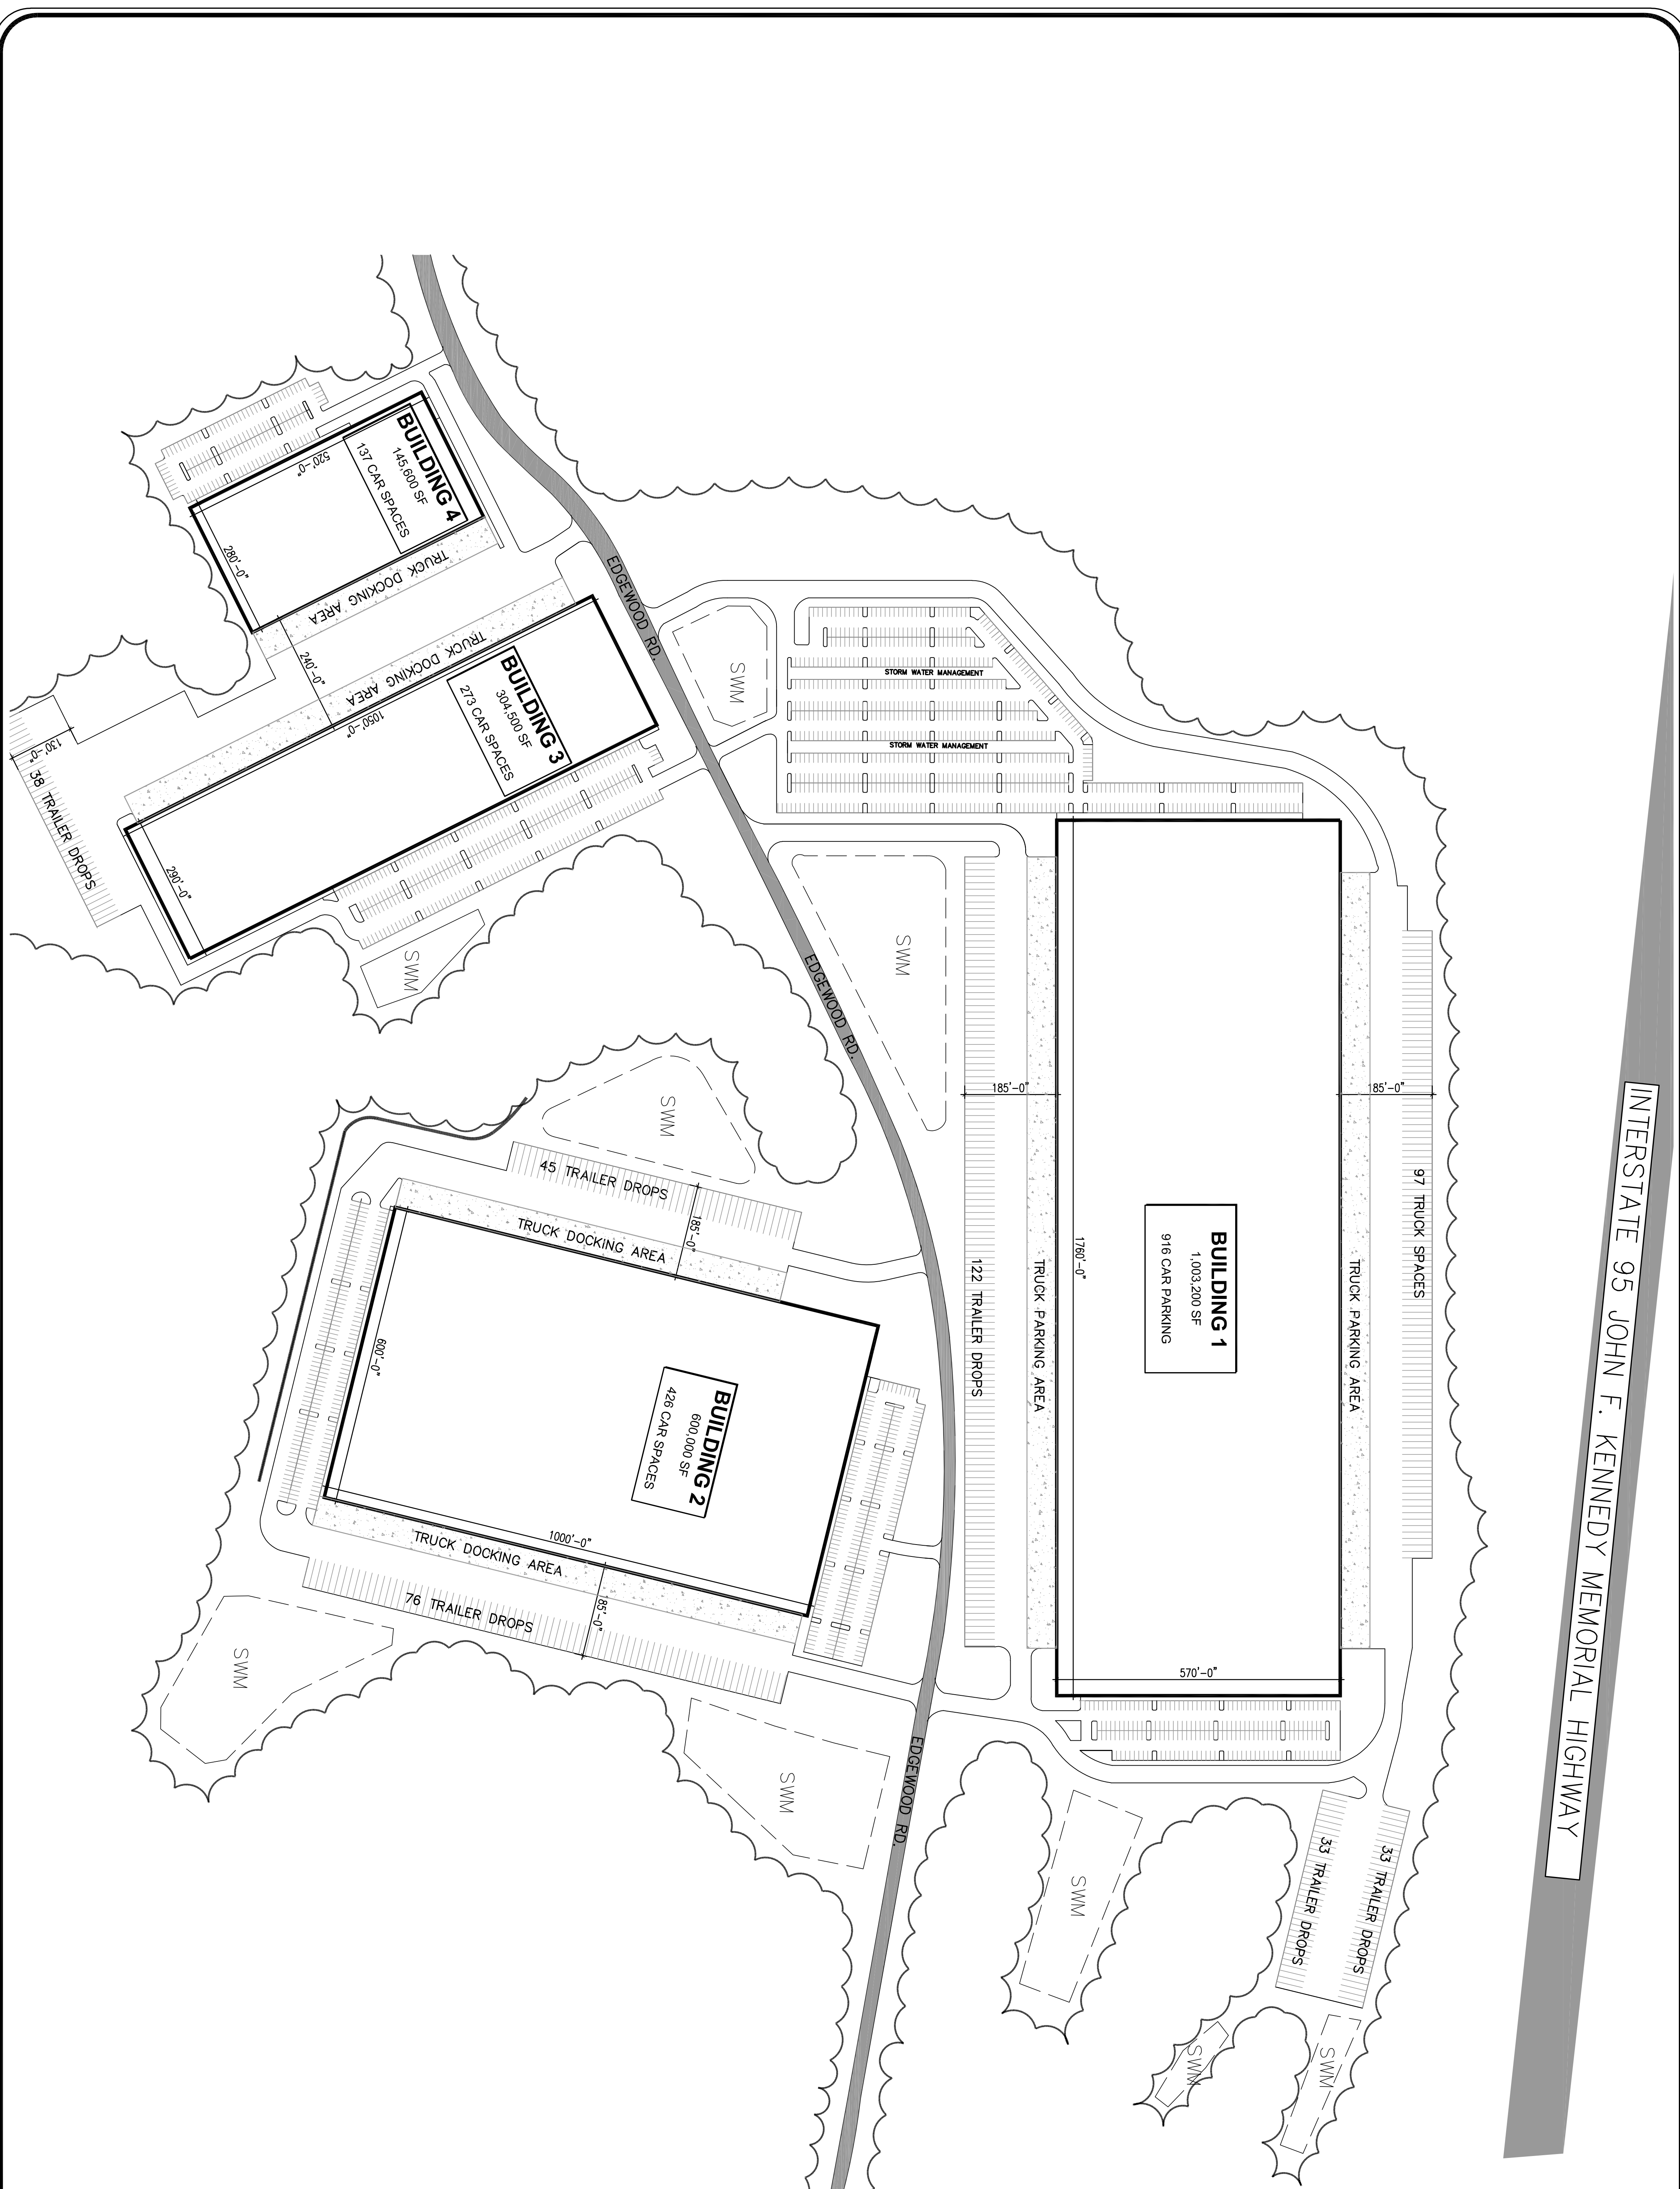 INTERSTATE 95 JOHN F. KENNEDY MEMORIAL HIGHWAY
BUILDING 4
145,600 SF
137 CAR SPACES
520'-0"
280'-0"
TRUCK DOCKING AREA
240'-0"
TRUCK DOCKING AREA
1050'-0"
BUILDING 3
304,500 SF
273 CAR SPACES
290'-0"
130'-0"
38 TRAILER DROPS
SWM
EDGEWOOD RD.
SWM
STORM WATER MANAGEMENT
STORM WATER MANAGEMENT
SWM
EDGEWOOD RD.
185'-0"
185'-0"
97 TRUCK SPACES
BUILDING 1
1,003,200 SF
916 CAR PARKING
1760'-0"
570'-0"
TRUCK PARKING AREA
TRUCK PARKING AREA
122 TRAILER DROPS
SWM
45 TRAILER DROPS
185'-0"
TRUCK DOCKING AREA
600'-0"
BUILDING 2
600,000 SF
426 CAR SPACES
1000'-0"
TRUCK DOCKING AREA
185'-0"
76 TRAILER DROPS
SWM
SWM
EDGEWOOD RD.
SWM
33 TRAILER DROPS
33 TRAILER DROPS
SWM
SWM